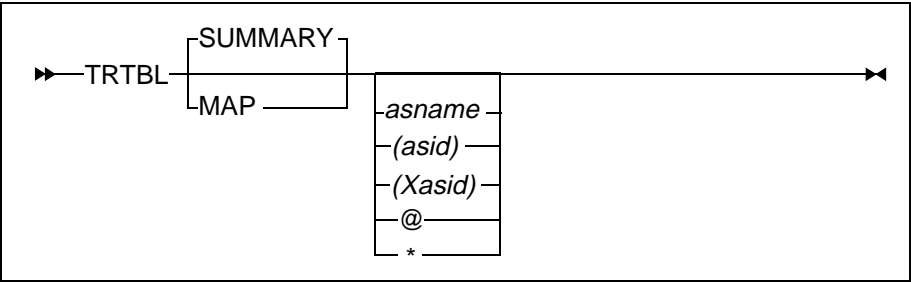 SUMMARY
TRTBL
MAP
asname
(asid)
(Xasid)
@
*